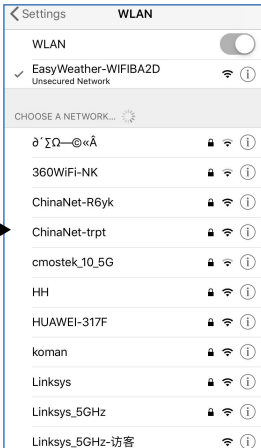 Settings WLAN
WLAN
EasyWeather-WIFIBA2D
Unsecured Network
CHOOSE A NETWORK...
∂´∑Ω—©«Â
360WiFi-NK
ChinaNet-R6yk
ChinaNet-trpt
cmostek_10_5G
HH
HUAWEI-317F
koman
Linksys
Linksys_5GHz
Linksys_5GHz-访客